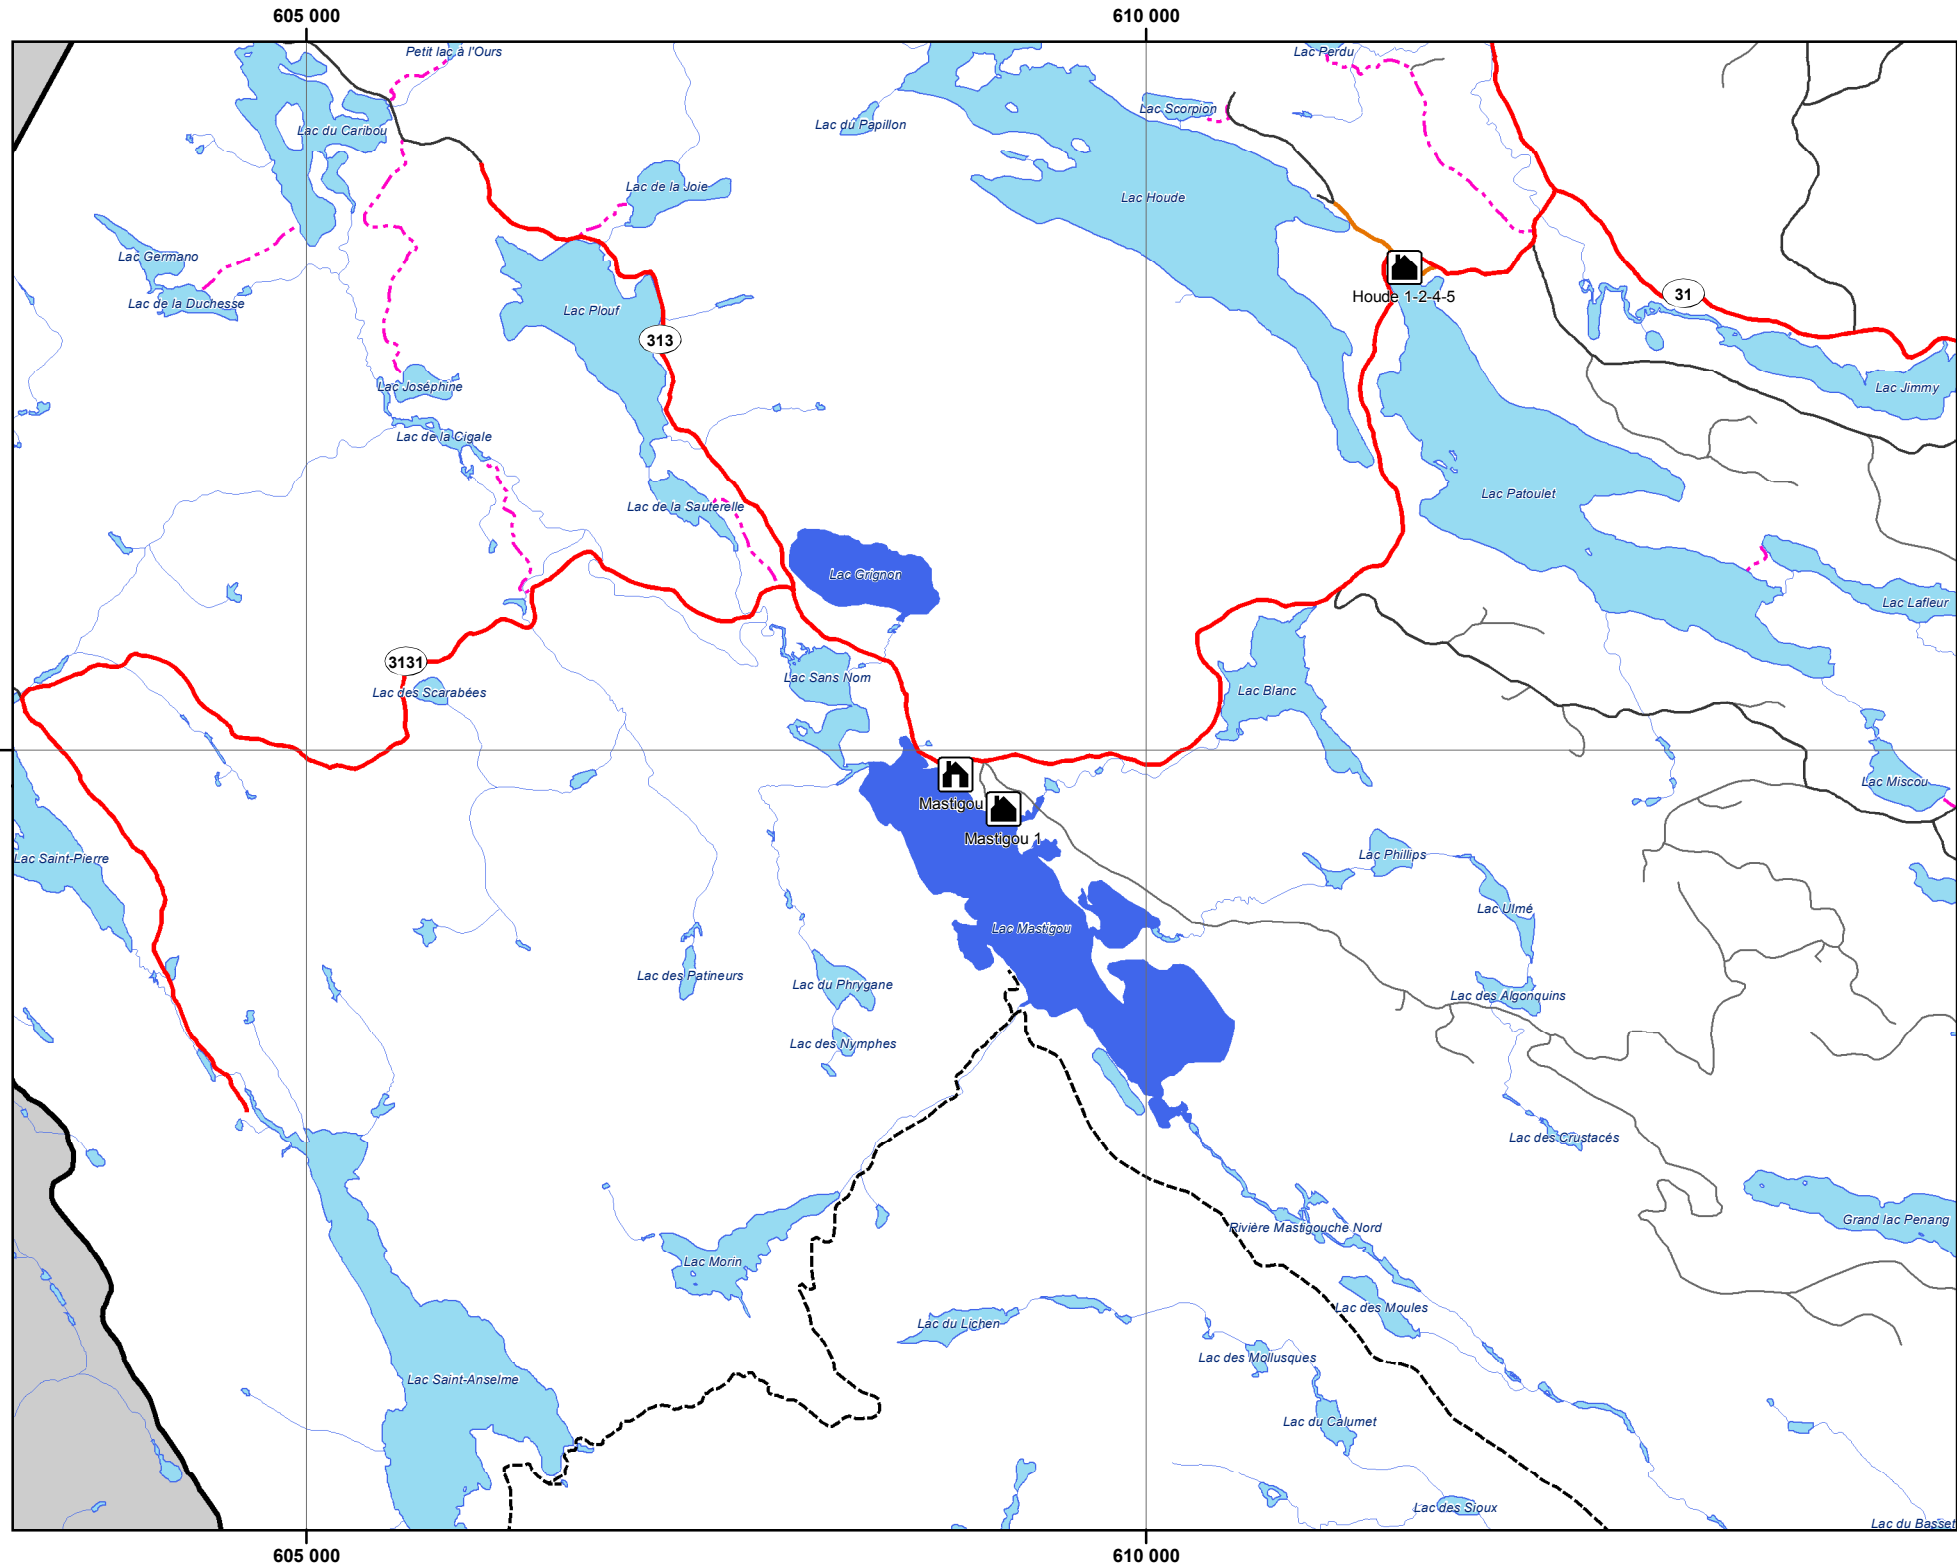 605 000
610 000
Petit lac à l'Ours
Lac Perdu
Lac Scorpion
Lac du Papillon
Lac du Caribou
Lac de la Joie
Lac Houde
Lac Germano
Lac de la Duchesse
Houde 1-2-4-5
31
Lac Plouf
313
Lac Joséphine
Lac Jimmy
Lac de la Cigale
Lac Patoulet
Lac de la Sauterelle
Lac Grignon
Lac Lafleur
3131
Lac des Scarabées
Lac Sans Nom
Lac Blanc
Lac Miscou
Mastigou
Mastigou 1
Lac Saint-Pierre
Lac Phillips
Lac Ulmé
Lac Mastigou
Lac des Patineurs
Lac du Phrygane
Lac des Algonquins
Lac des Nymphes
Lac des Crustacés
Grand lac Penang
Rivière Mastigouche Nord
Lac Morin
Lac des Moules
Lac du Lichen
Lac des Mollusques
Lac Saint-Anselme
Lac du Calumet
Lac des Sioux
Lac du Basset
605 000
610 000